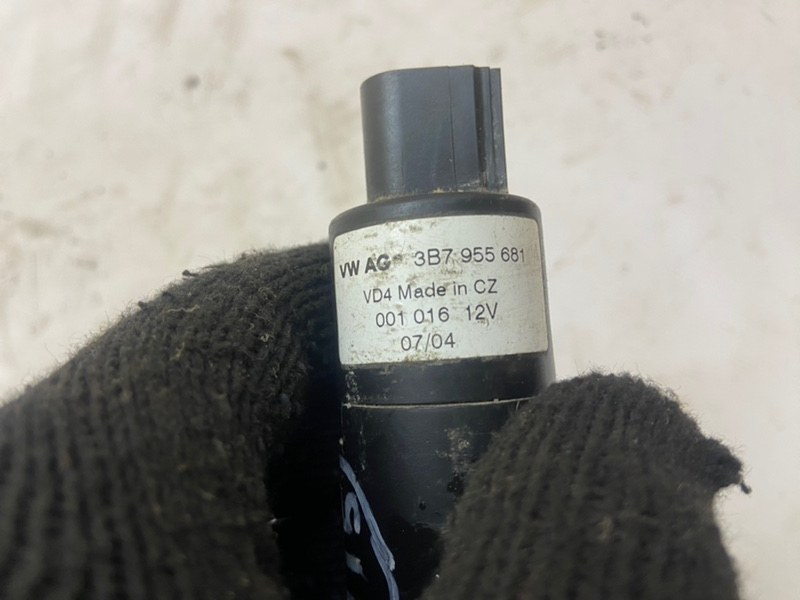 VW AG 3B7 955 681
VD4 Made in CZ
001 016 12V
07/04